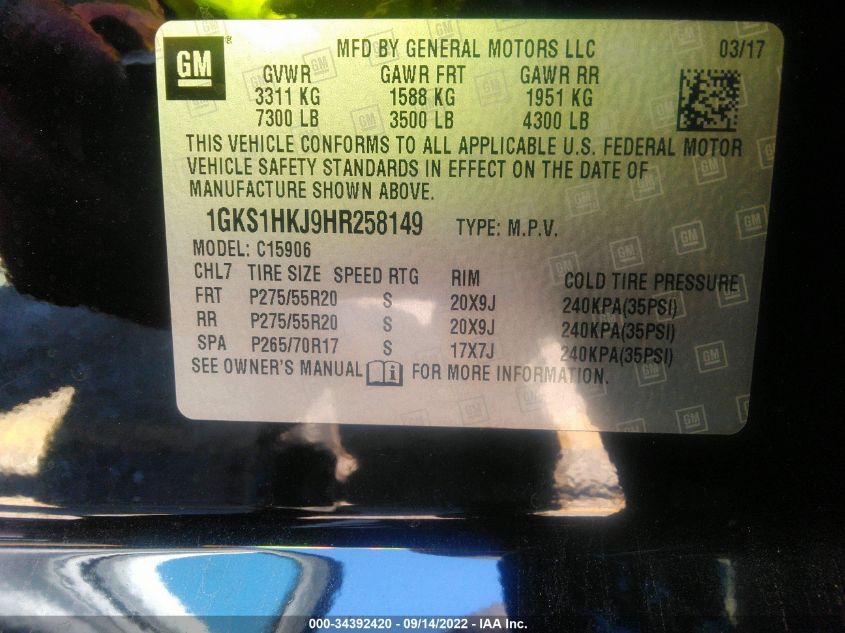 GM ® MFD BY GENERAL MOTORS LLC 03/17
GVWR GAWR FRT GAWR RR
3311 KG 1588 KG 1951 KG
7300 LB 3500 LB 4300 LB
THIS VEHICLE CONFORMS TO ALL APPLICABLE U.S. FEDERAL MOTOR
VEHICLE SAFETY STANDARDS IN EFFECT ON THE DATE OF
MANUFACTURE SHOWN ABOVE.
1GKS1HKJ9HR258149 TYPE: M.P.V.
MODEL: C15906
CHL7 TIRE SIZE SPEED RTG RIM COLD TIRE PRESSURE
FRT P275/55R20 S 20X9J 240KPA(35PSI)
RR P275/55R20 S 20X9J 240KPA(35PSI)
SPA P265/70R17 S 17X7J 240KPA(35PSI)
SEE OWNER'S MANUAL FOR MORE INFORMATION.
000-34392420 - 09/14/2022 - © IAA Inc.